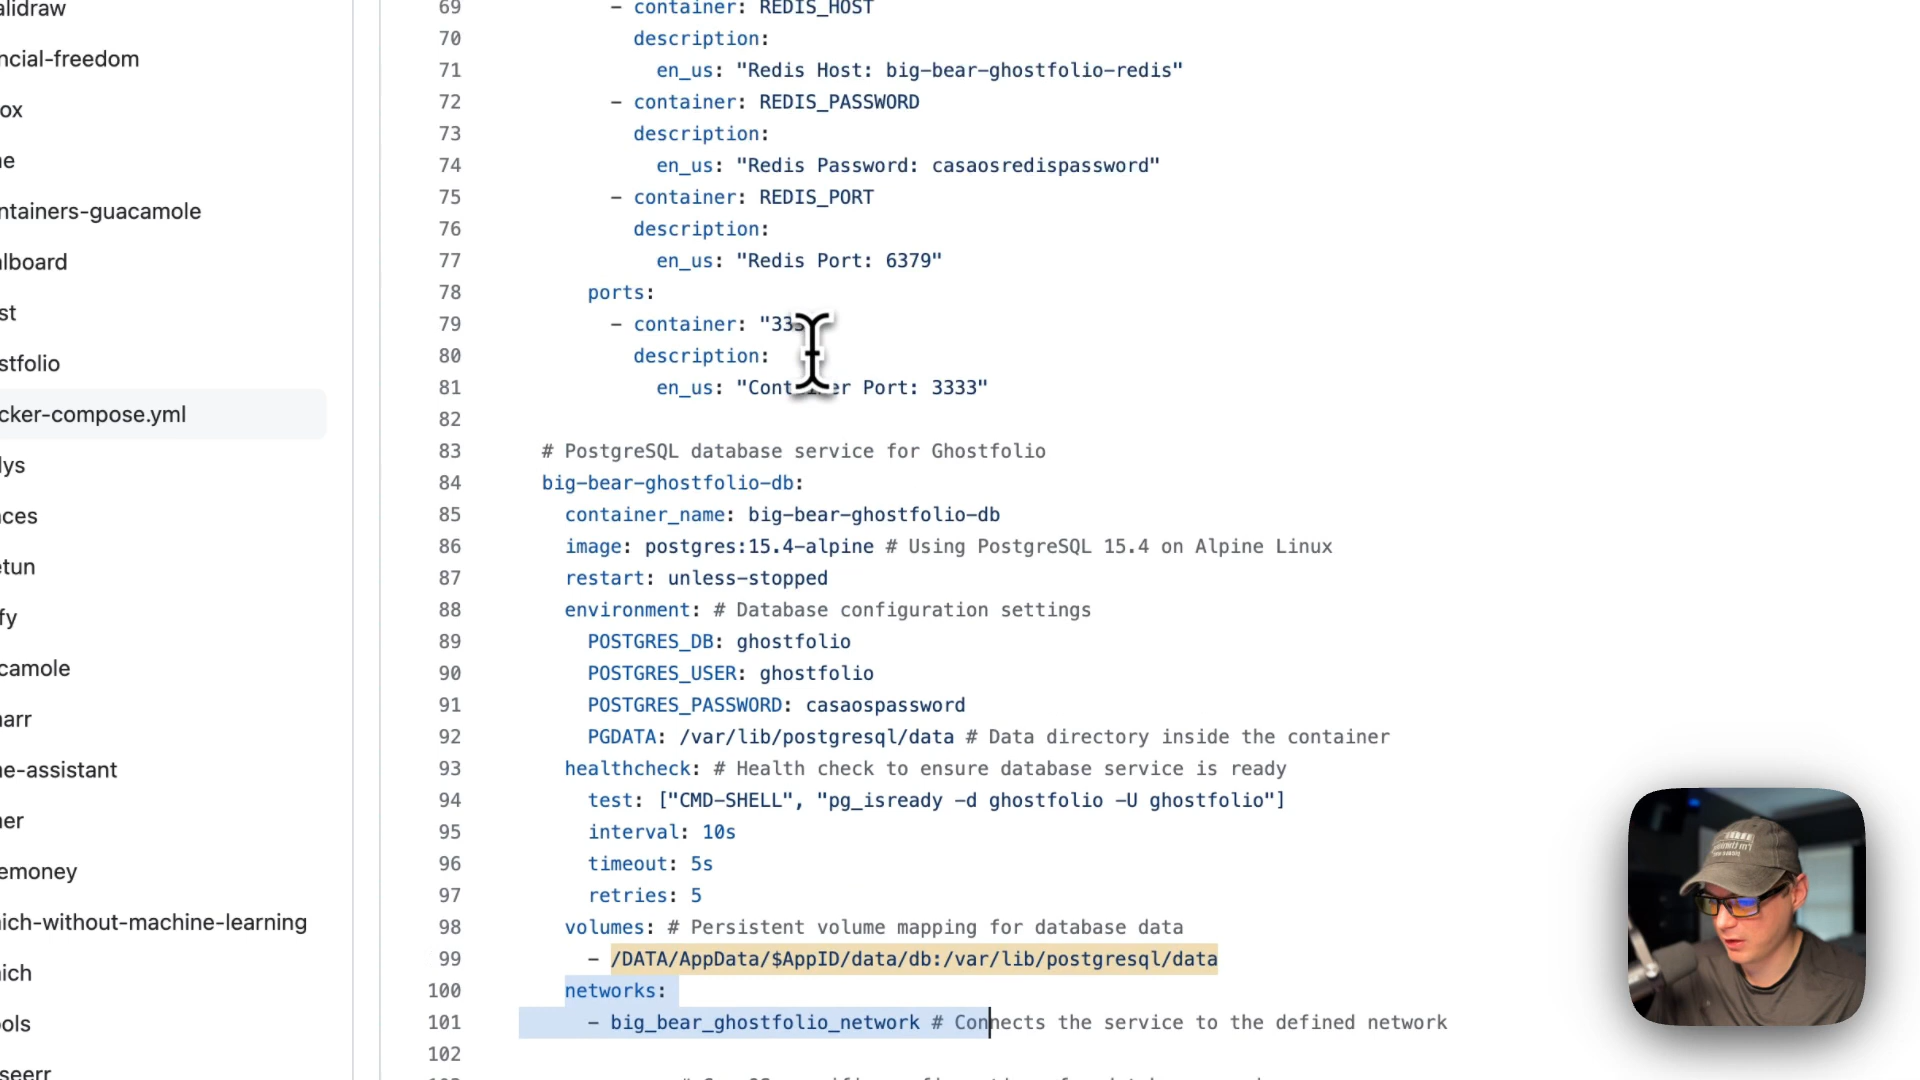 alidraw
ncial-freedom
ox
ne
ntainers-guacamole
lboard
st
stfolio
cker-compose.yml
lys
ces
tun
fy
camole
arr
e-assistant
er
emoney
ich-without-machine-learning
ich
ols
seerr
69 - container: REDIS_HOST
70 description:
71 en_us: "Redis Host: big-bear-ghostfolio-redis"
72 - container: REDIS_PASSWORD
73 description:
74 en_us: "Redis Password: casaosredispassword"
75 - container: REDIS_PORT
76 description:
77 en_us: "Redis Port: 6379"
78 ports:
79 - container: "333
80 description:
81 en_us: "Container Port: 3333"
82
83 # PostgreSQL database service for Ghostfolio
84 big-bear-ghostfolio-db:
85 container_name: big-bear-ghostfolio-db
86 image: postgres:15.4-alpine # Using PostgreSQL 15.4 on Alpine Linux
87 restart: unless-stopped
88 environment: # Database configuration settings
89 POSTGRES_DB: ghostfolio
90 POSTGRES_USER: ghostfolio
91 POSTGRES_PASSWORD: casaospassword
92 PGDATA: /var/lib/postgresql/data # Data directory inside the container
93 healthcheck: # Health check to ensure database service is ready
94 test: ["CMD-SHELL", "pg_isready -d ghostfolio -U ghostfolio"]
95 interval: 10s
96 timeout: 5s
97 retries: 5
98 volumes: # Persistent volume mapping for database data
99 - /DATA/AppData/$AppID/data/db:/var/lib/postgresql/data
100 networks:
101 - big_bear_ghostfolio_network # Connects the service to the defined network
102